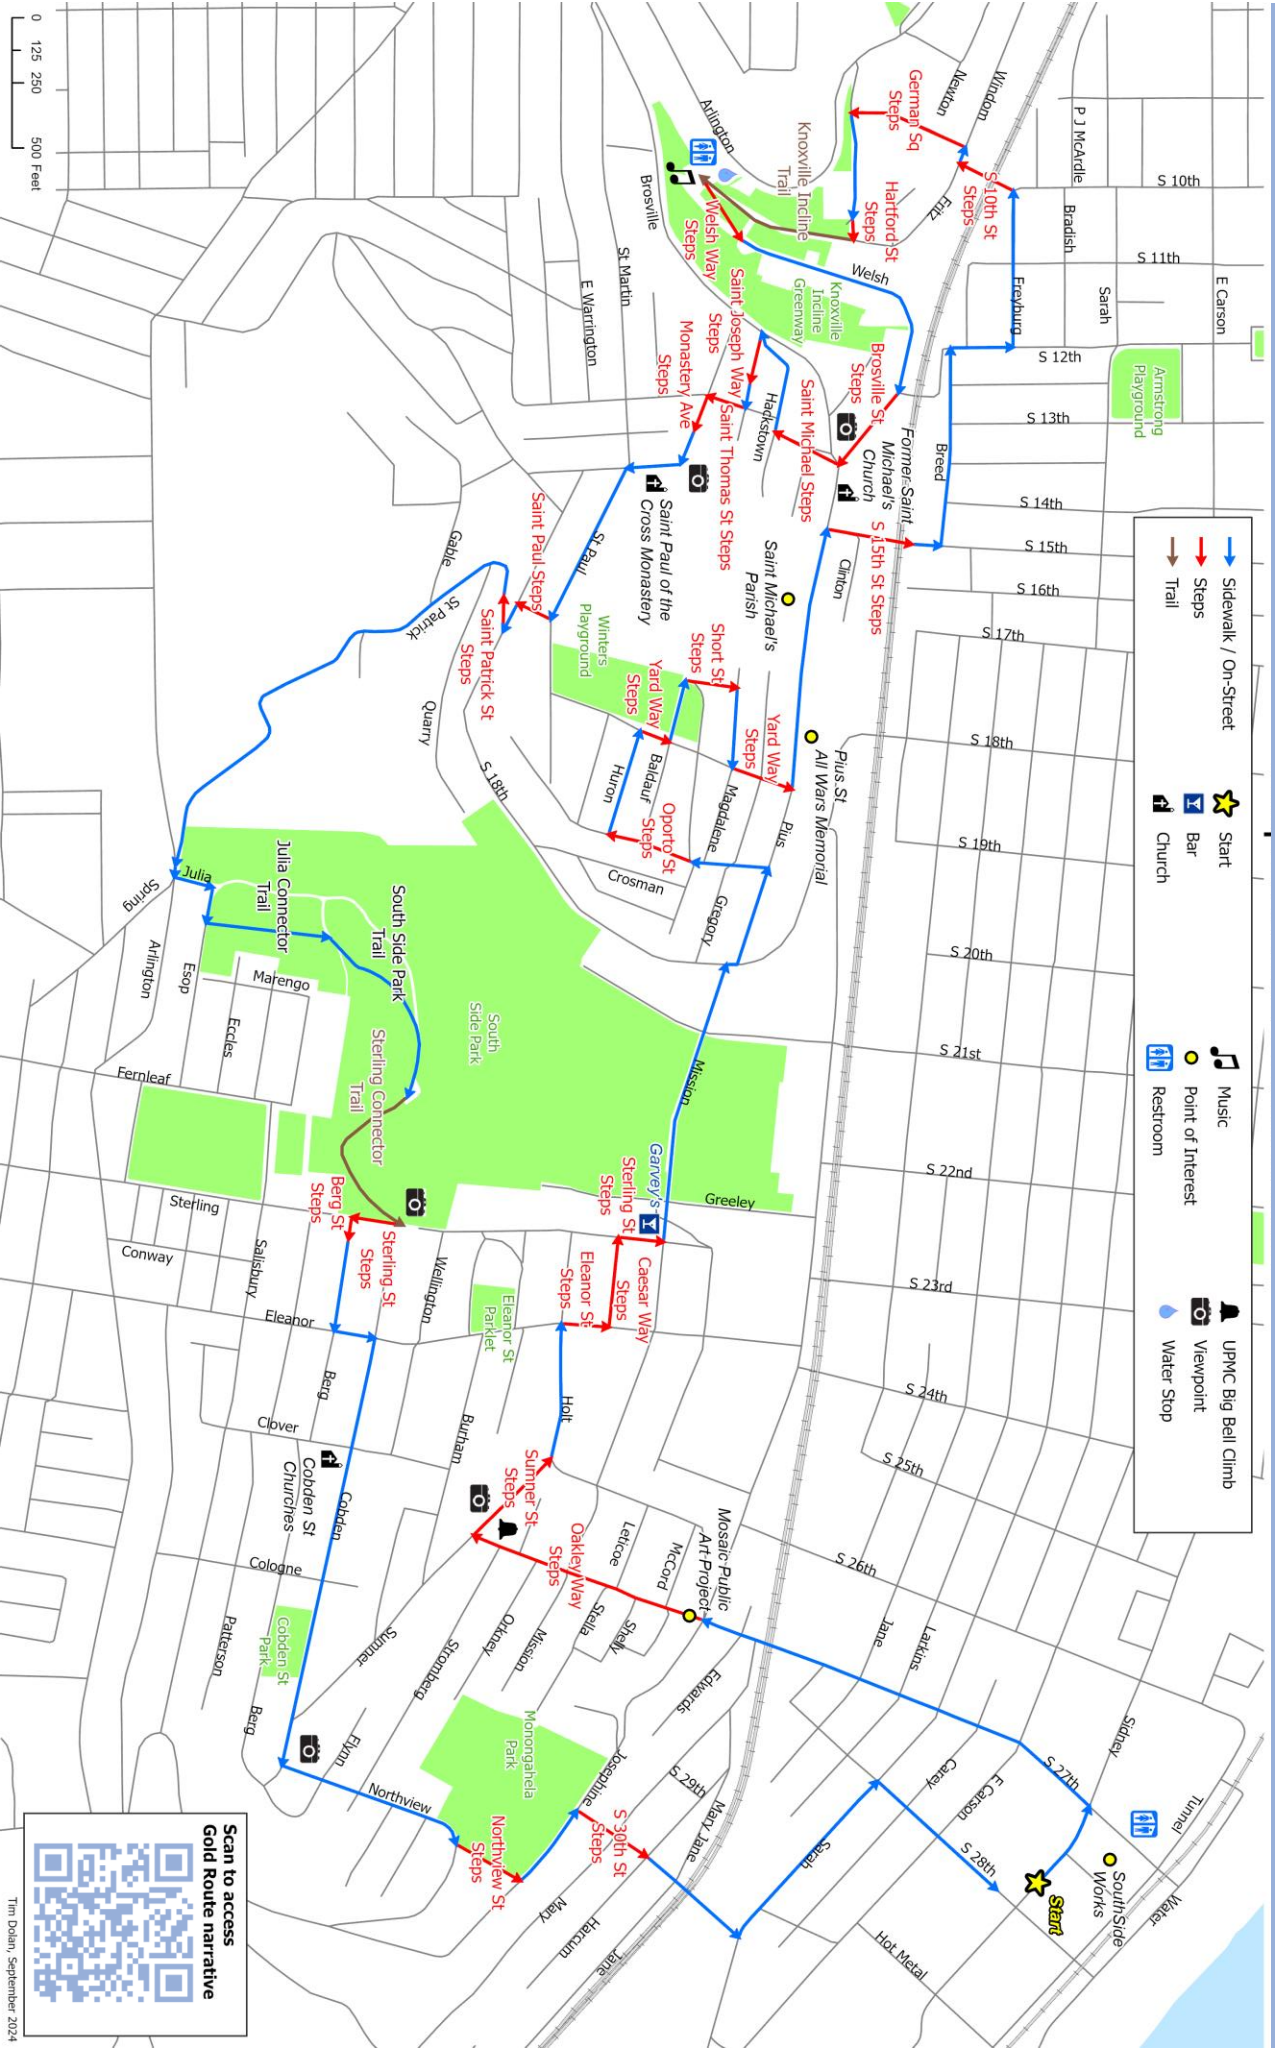 Sidewalk / On-Street
Steps
Trail
Start
Bar
Church
Music
Point of Interest
Restroom
UPMC Big Bell Climb
Viewpoint
Water Stop
E Carson
S 10th
S 11th
Sarah
P J McArdle
Bradish
Armstrong
Playground
S 12th
S 13th
S 14th
S 15th
S 16th
S 17th
S 18th
S 19th
S 20th
S 21st
S 22nd
S 23rd
S 24th
S 25th
S 26th
Freyburg
Breed
Windom
Newton
Fritz
German Sq
Steps
S 10th St
Steps
Hartford St
Steps
Knoxville Incline
Trail
Arlington
Welsh Way
Steps
Welsh
Knoxville
Incline
Greenway
Brosville
St Martin
E Warrington
Saint Joseph Way
Steps
Monastery Ave
Steps
Brosville St
Steps
Saint Michael Steps
Hackstown
Saint Thomas St Steps
Former Saint
Michael's
Church
S 15th St Steps
Clinton
Saint Michael's
Parish
Saint Paul of the
Cross Monastery
Saint Paul Steps
St Paul
Gable
St Patrick
Saint Patrick St
Steps
Quarry
Winters
Playground
Short St
Steps
Yard Way
Steps
Yard Way
Steps
Pius St
All Wars Memorial
Pius
Magdalene
Baldauf
Huron
Oporto St
Steps
Crosman
Gregory
S 18th
Julia
Spring
Arlington
Julia Connector
Trail
South Side Park
Trail
Esop
Marengo
Eccles
Fernleaf
South
Side Park
Sterling Connector
Trail
Mission
Garvey's
Greeley
Sterling St
Steps
Caesar Way
Steps
Eleanor St
Steps
Berg St
Steps
Sterling St
Steps
Sterling
Conway
Salisbury
Eleanor
Wellington
Eleanor St
Parklet
Holt
Berg
Clover
Burham
Cobden St
Churches
Cobden
Cologne
Sumner St
Steps
Oakley Way
Steps
Leticoe
McCord
Mosaic Public
Art Project
Stella
Shelly
Mission
Orkney
Stromberg
Sumner
Patterson
Cobden St
Park
Berg
Flynn
Northview
Monongahela
Park
Josephine
Edwards
Northview St
Steps
S 30th St
Steps
S 29th
Mary Jane
Mary
Harcum
Jane
Jane
Larkins
Carey
E Carson
Sarah
Sidney
S 27th
S 28th
Tunnel
Water
SouthSide
Works
Start
Hot Metal
0 125 250 500 Feet
Scan to access
Gold Route narrative
Tim Dolan, September 2024